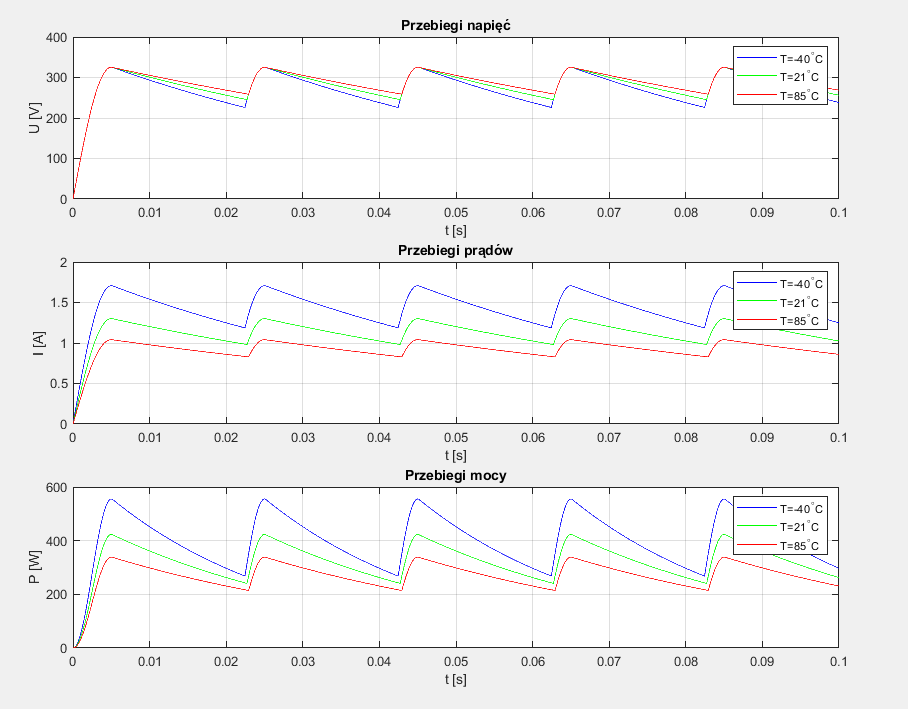 Przebiegi napięć
400
300
200
100
0
U [V]
T=-40°C
T=21°C
T=85°C
0 0.01 0.02 0.03 0.04 0.05 0.06 0.07 0.08 0.09 0.1
t [s]
Przebiegi prądów
2
1.5
1
0.5
0
I [A]
T=-40°C
T=21°C
T=85°C
0 0.01 0.02 0.03 0.04 0.05 0.06 0.07 0.08 0.09 0.1
t [s]
Przebiegi mocy
600
400
200
0
P [W]
T=-40°C
T=21°C
T=85°C
0 0.01 0.02 0.03 0.04 0.05 0.06 0.07 0.08 0.09 0.1
t [s]